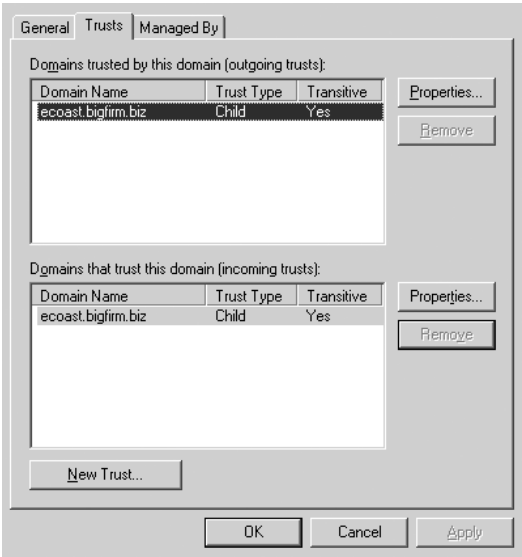 General Trusts Managed By
Domains trusted by this domain (outgoing trusts):
Domain Name Trust Type Transitive
ecoast.bigfirm.biz Child Yes
Properties...
Remove
Domains that trust this domain (incoming trusts):
Domain Name Trust Type Transitive
ecoast.bigfirm.biz Child Yes
Properties...
Remove
New Trust...
OK Cancel Apply